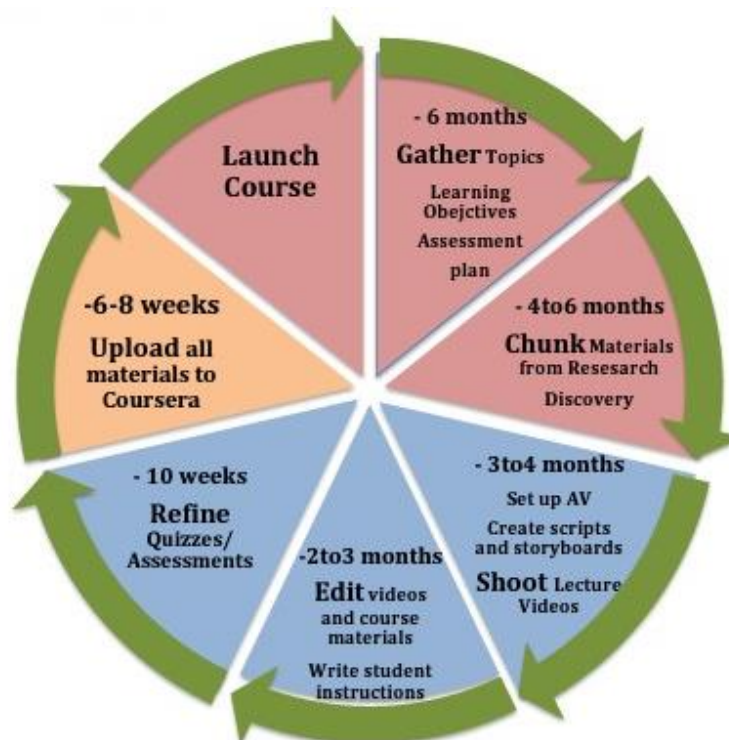 Launch
Course
- 6 months
Gather Topics
Learning
Obejctives
Assessment
plan
- 4to6 months
Chunk Materials
from Resesarch
Discovery
- 3to4 months
Set up AV
Create scripts
and storyboards
Shoot Lecture
Videos
-2to3 months
Edit videos
and course
materials
Write student
instructions
- 10 weeks
Refine
Quizzes/
Assessments
-6-8 weeks
Upload all
materials to
Coursera